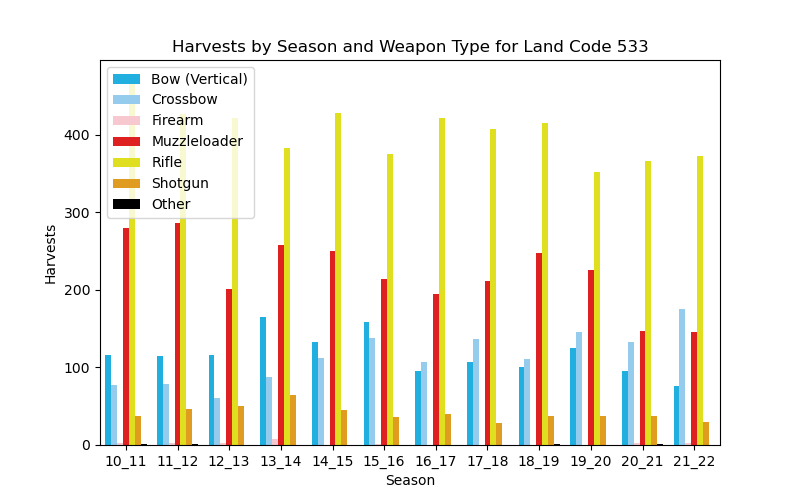 Harvests by Season and Weapon Type for Land Code 533
Bow (Vertical)
Crossbow
Firearm
Muzzleloader
Rifle
Shotgun
Other
400
300
200
100
0
Harvests
10_11 11_12 12_13 13_14 14_15 15_16 16_17 17_18 18_19 19_20 20_21 21_22
Season